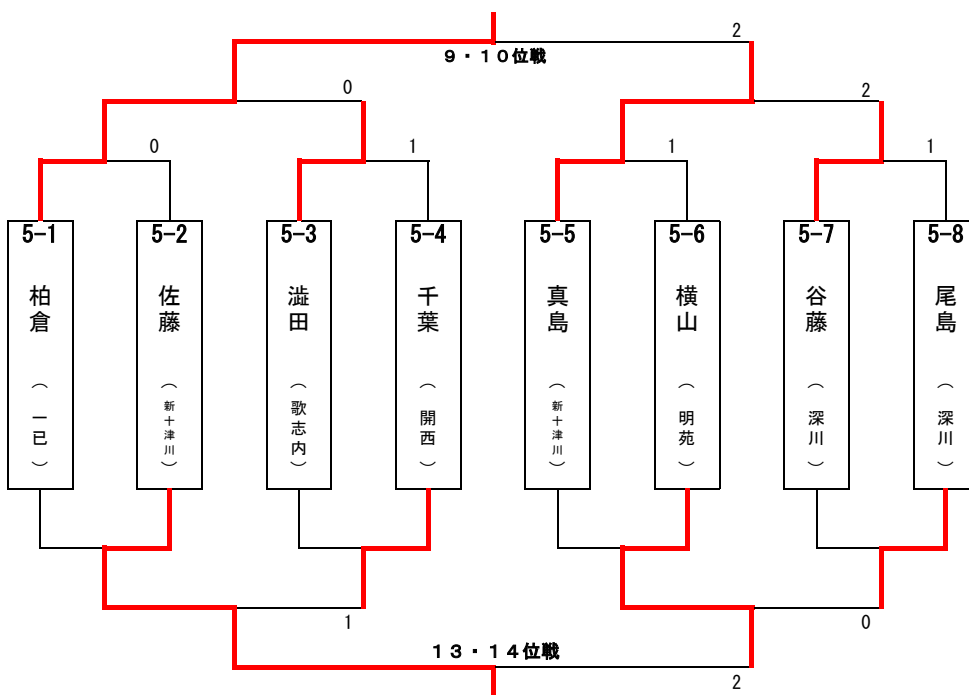 2
9・10位戦
0
2
0
1
1
1
5-1
5-2
5-3
5-4
5-5
5-6
5-7
5-8
柏倉
佐藤
澁田
千葉
真島
横山
谷藤
尾島
（一已）
（新十津川）
（歌志内）
（開西）
（新十津川）
（明苑）
（深川）
（深川）
1
0
13・14位戦
2